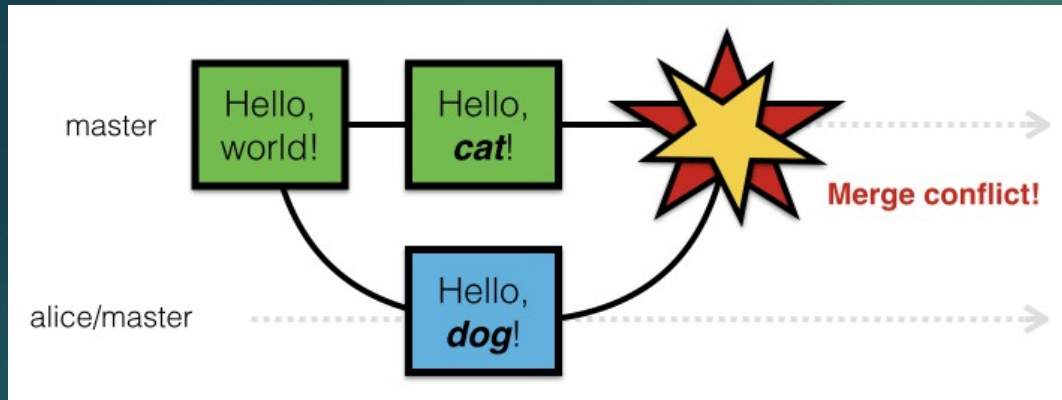 master
Hello,
world!
Hello,
cat!
Merge conflict!
alice/master
Hello,
dog!